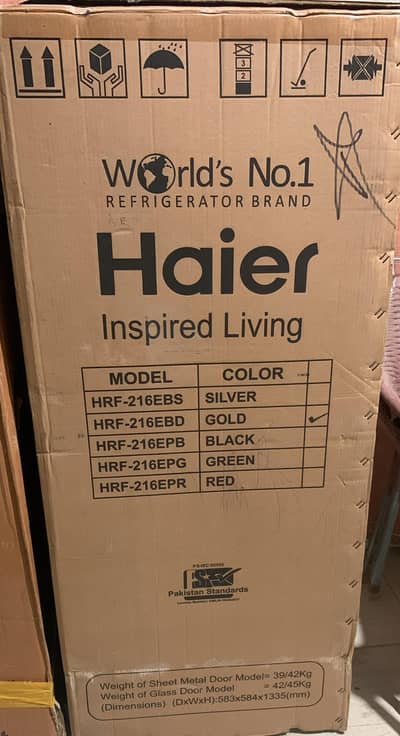 3
2
World's No.1
REFRIGERATOR BRAND
Haier
Inspired Living
MODEL COLOR
HRF-216EBS SILVER
HRF-216EBD GOLD ✓
HRF-216EPB BLACK
HRF-216EPG GREEN
HRF-216EPR RED
Pakistan Standards
Weight of Sheet Metal Door Model= 39/42Kg
Weight of Glass Door Model = 42/45Kg
(Dimensions) (DxWxH):583x584x1335(mm)